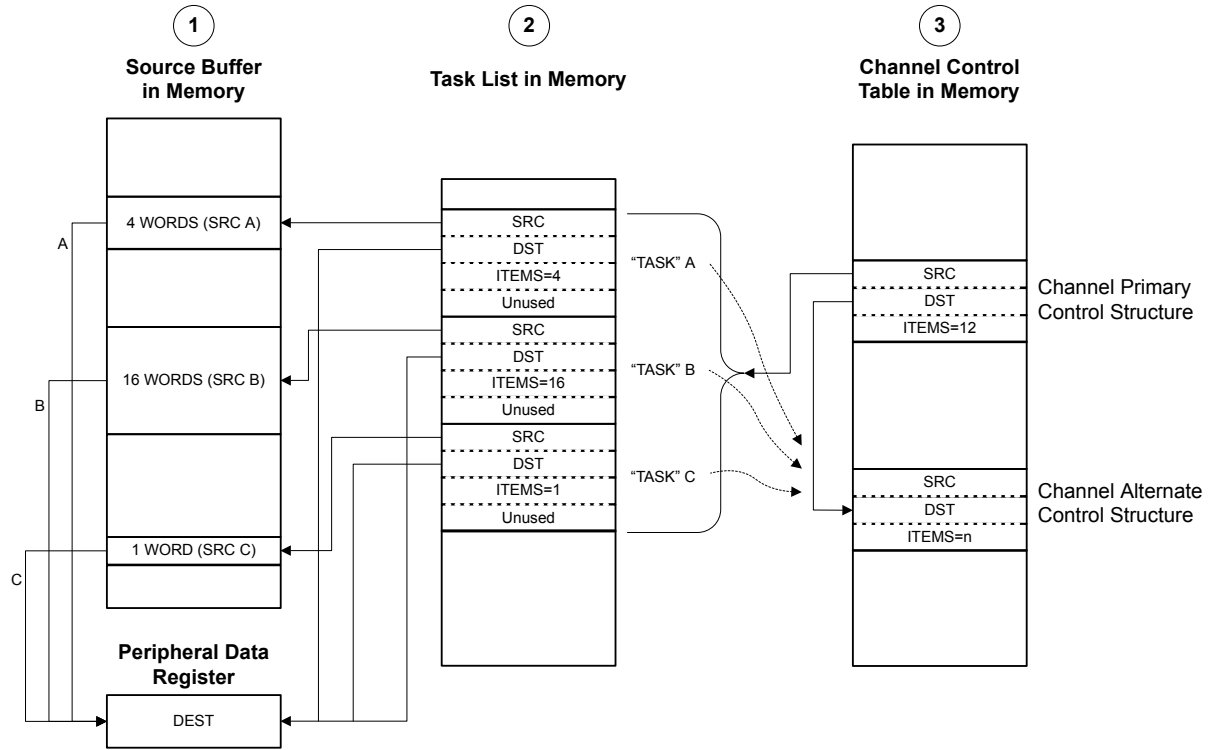 1
Source Buffer
in Memory
4 WORDS (SRC A)
16 WORDS (SRC B)
1 WORD (SRC C)
A
B
C
Peripheral Data
Register
DEST
2
Task List in Memory
SRC
DST
ITEMS=4
Unused
SRC
DST
ITEMS=16
Unused
SRC
DST
ITEMS=1
Unused
“TASK” A
“TASK” B
“TASK” C
3
Channel Control
Table in Memory
SRC
DST
ITEMS=12
Channel Primary
Control Structure
SRC
DST
ITEMS=n
Channel Alternate
Control Structure